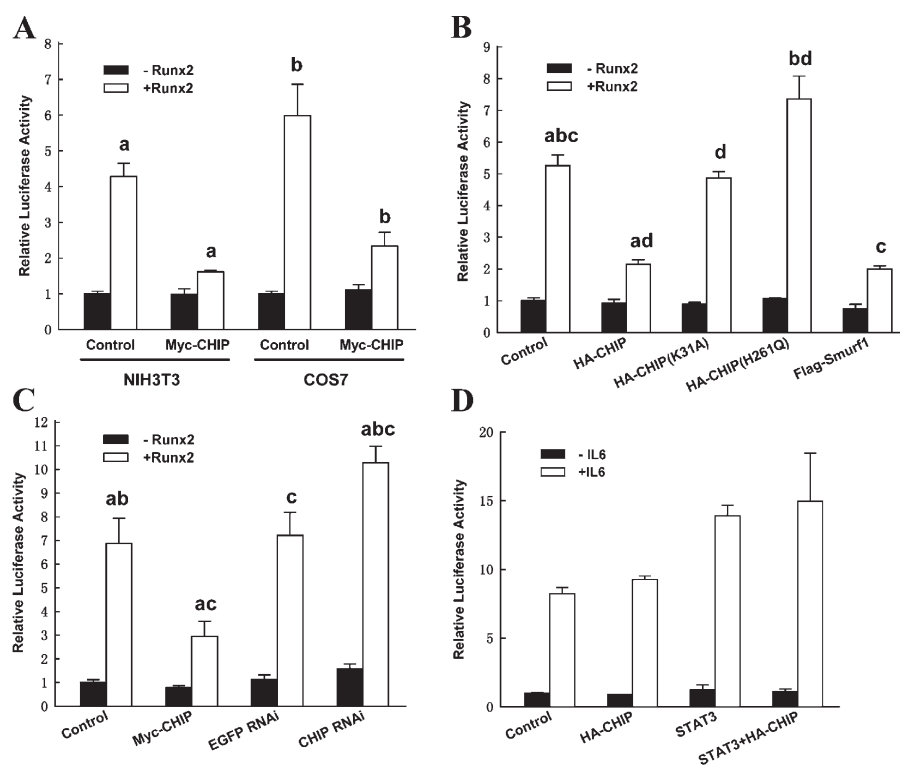 A
8
7
6
5
4
3
2
1
0
Relative Luciferase Activity
- Runx2
+Runx2
a
a
b
b
Control
Myc-CHIP
Control
Myc-CHIP
NIH3T3
COS7
B
9
8
7
6
5
4
3
2
1
0
Relative Luciferase Activity
- Runx2
+Runx2
abc
ad
d
bd
c
Control
HA-CHIP
HA-CHIP(K31A)
HA-CHIP(H261Q)
Flag-Smurf1
C
12
11
10
9
8
7
6
5
4
3
2
1
0
Relative Luciferase Activity
- Runx2
+Runx2
ab
ac
c
abc
Control
Myc-CHIP
EGFP RNAi
CHIP RNAi
D
20
15
10
5
0
Relative Luciferase Activity
- IL6
+IL6
Control
HA-CHIP
STAT3
STAT3+HA-CHIP